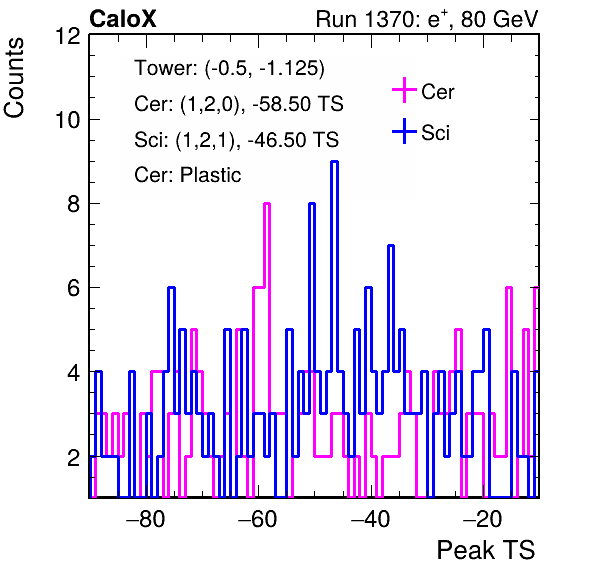 CaloX Run 1370: e⁺, 80 GeV
Counts
12
10
8
6
4
2
Tower: (-0.5, -1.125)
Cer: (1,2,0), -58.50 TS
Sci: (1,2,1), -46.50 TS
Cer: Plastic
Cer
Sci
−80 −60 −40 −20
Peak TS